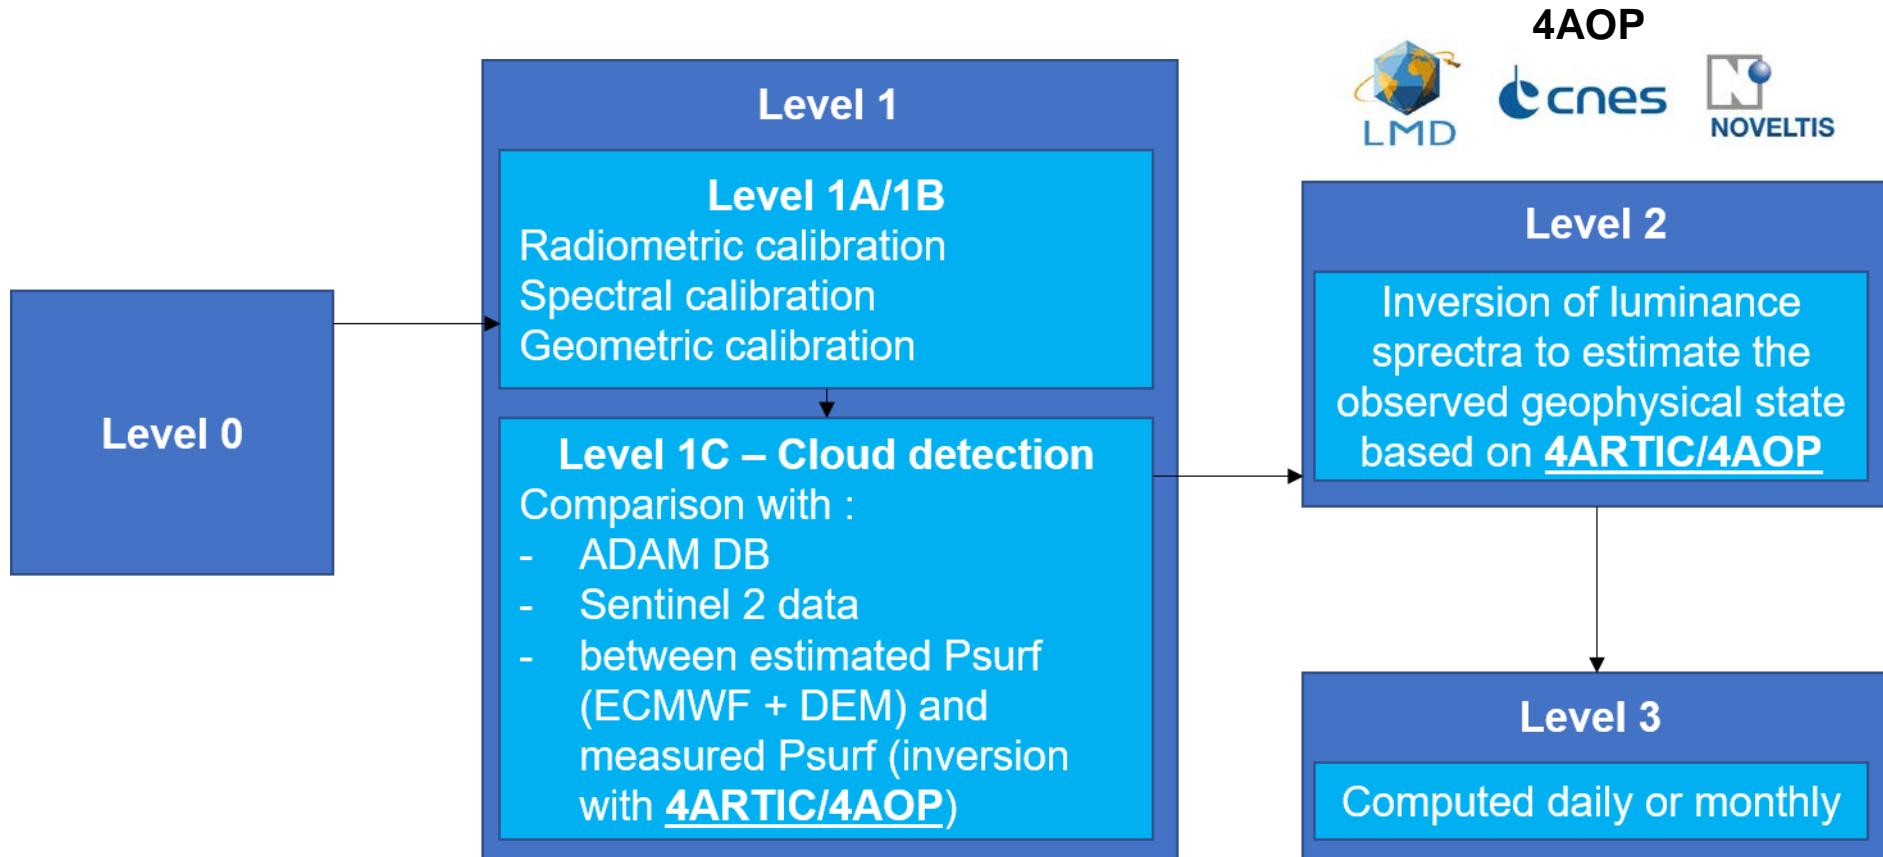 4AOP
LMD
cnes
NOVELTIS
Level 0
Level 1
Level 1A/1B
Radiometric calibration
Spectral calibration
Geometric calibration
Level 1C – Cloud detection
Comparison with :
- ADAM DB
- Sentinel 2 data
- between estimated Psurf
(ECMWF + DEM) and
measured Psurf (inversion
with 4ARTIC/4AOP)
Level 2
Inversion of luminance
sprectra to estimate the
observed geophysical state
based on 4ARTIC/4AOP
Level 3
Computed daily or monthly